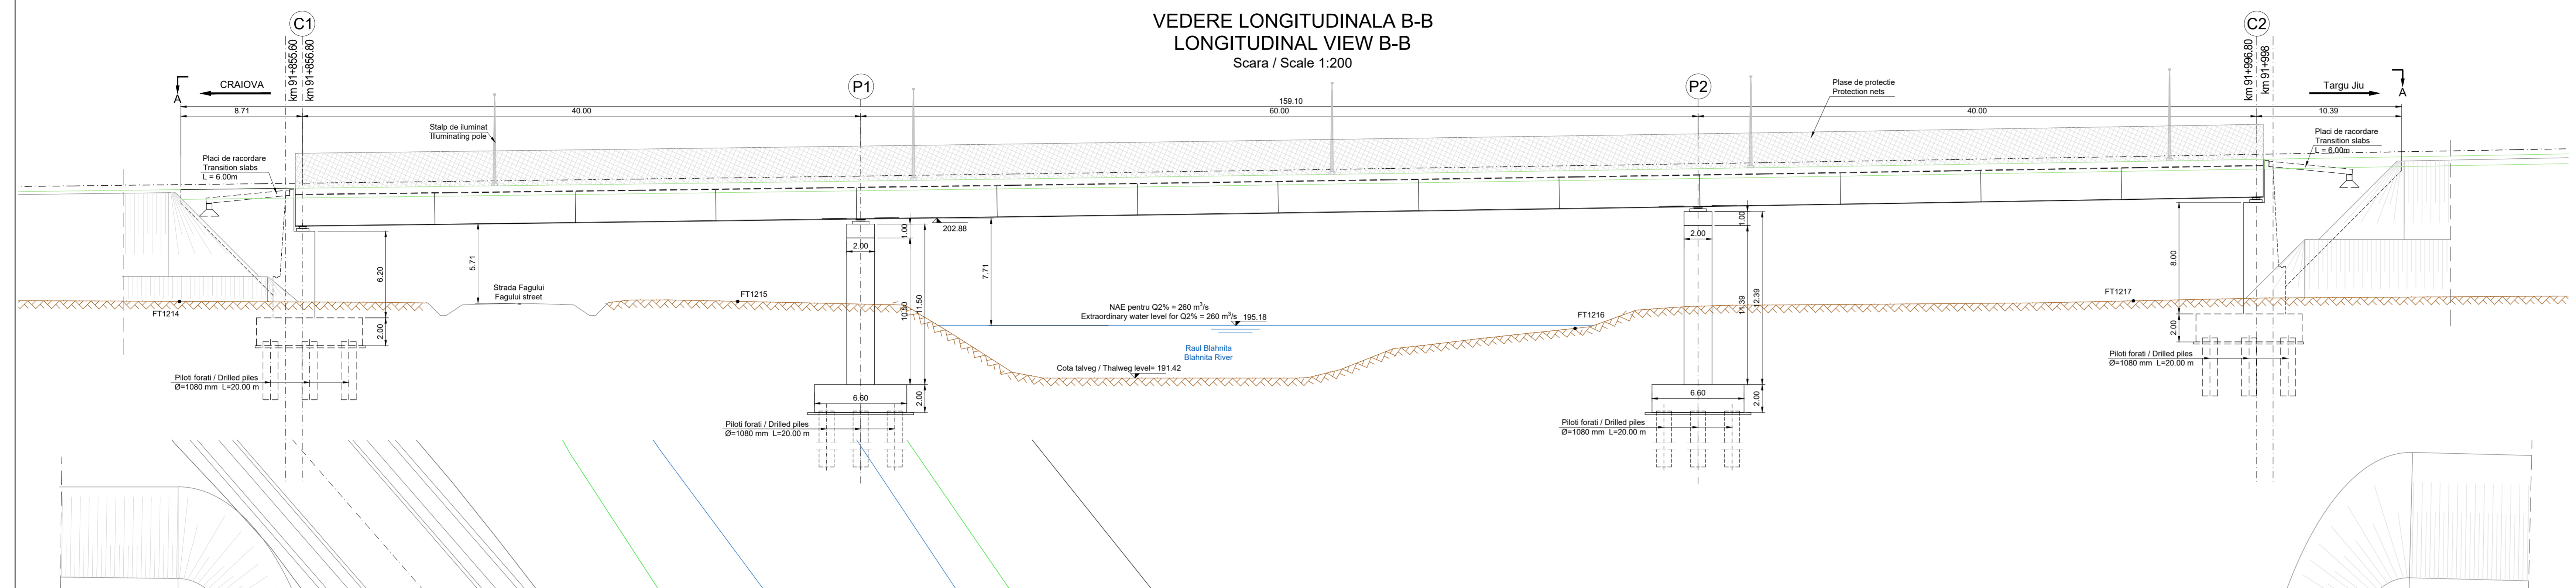 VEDERE LONGITUDINALA B-B
LONGITUDINAL VIEW B-B
Scara / Scale 1:200
C1
km 91+855.60
km 91+856.80
A
CRAIOVA
P1
P2
C2
km 91+996.80
km 91+998
Targu Jiu
A
159.10
8.71
40.00
60.00
40.00
10.39
Plase de protectie
Protection nets
Stalp de iluminat
Illuminating pole
Placi de racordare
Transition slabs
L = 6.00m
Placi de racordare
Transition slabs
L = 6.00m
202.88
1.00
2.00
1.00
2.00
6.20
5.71
7.71
8.00
Strada Fagului
Fagului street
FT1214
FT1215
FT1216
FT1217
11.50
11.39
12.39
NAE pentru Q2% = 260 m³/s
Extraordinary water level for Q2% = 260 m³/s
195.18
Raul Blahnita
Blahnita River
Cota talveg / Thalweg level= 191.42
2.00
2.00
2.00
2.00
6.60
6.60
Piloti forati / Drilled piles
Ø=1080 mm L=20.00 m
Piloti forati / Drilled piles
Ø=1080 mm L=20.00 m
Piloti forati / Drilled piles
Ø=1080 mm L=20.00 m
Piloti forati / Drilled piles
Ø=1080 mm L=20.00 m